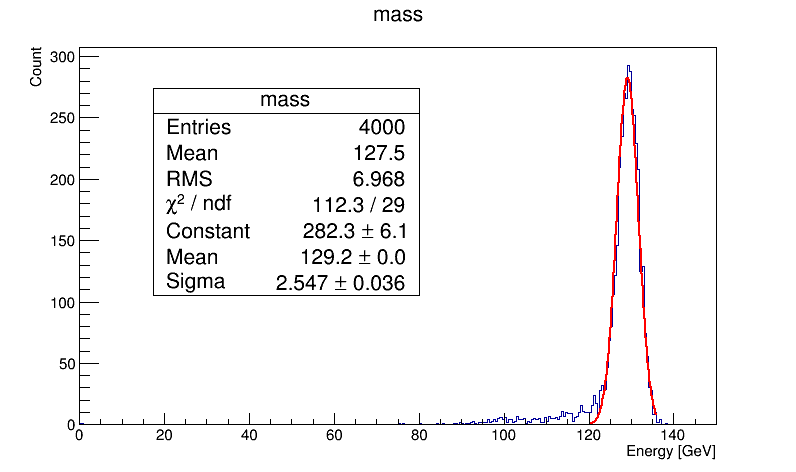 mass
Count
300
250
200
150
100
50
0
mass
Entries 4000
Mean 127.5
RMS 6.968
χ² / ndf 112.3 / 29
Constant 282.3 ± 6.1
Mean 129.2 ± 0.0
Sigma 2.547 ± 0.036
0 20 40 60 80 100 120 140
Energy [GeV]